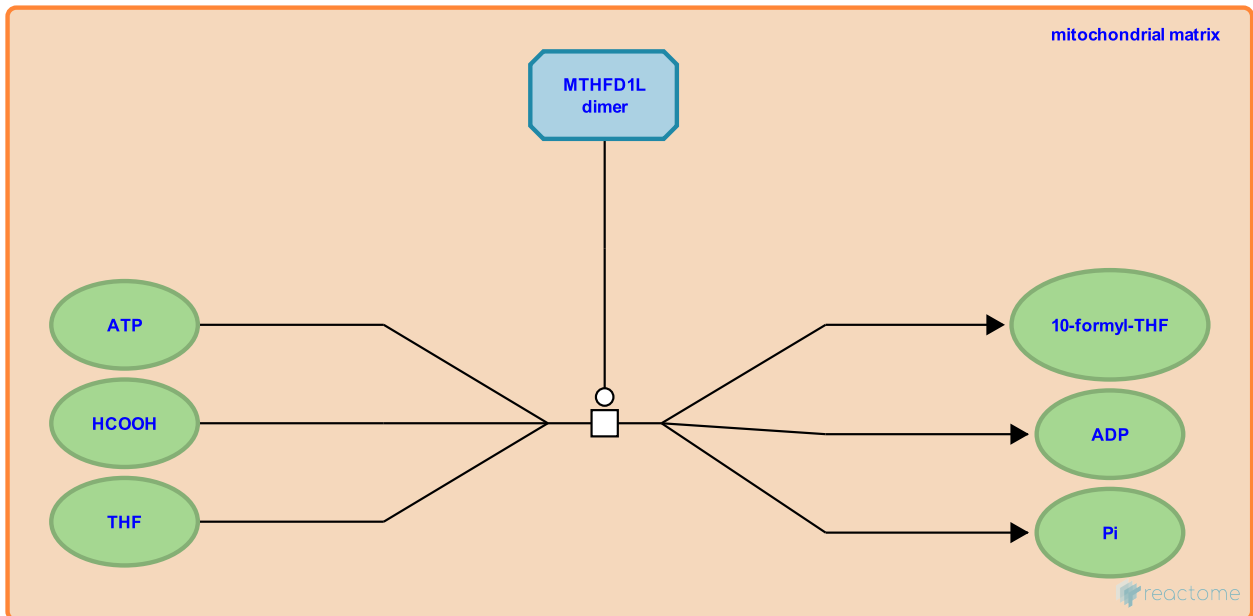 mitochondrial matrix
MTHFD1L
dimer
ATP
10-formyl-THF
HCOOH
ADP
THF
Pi
reactome